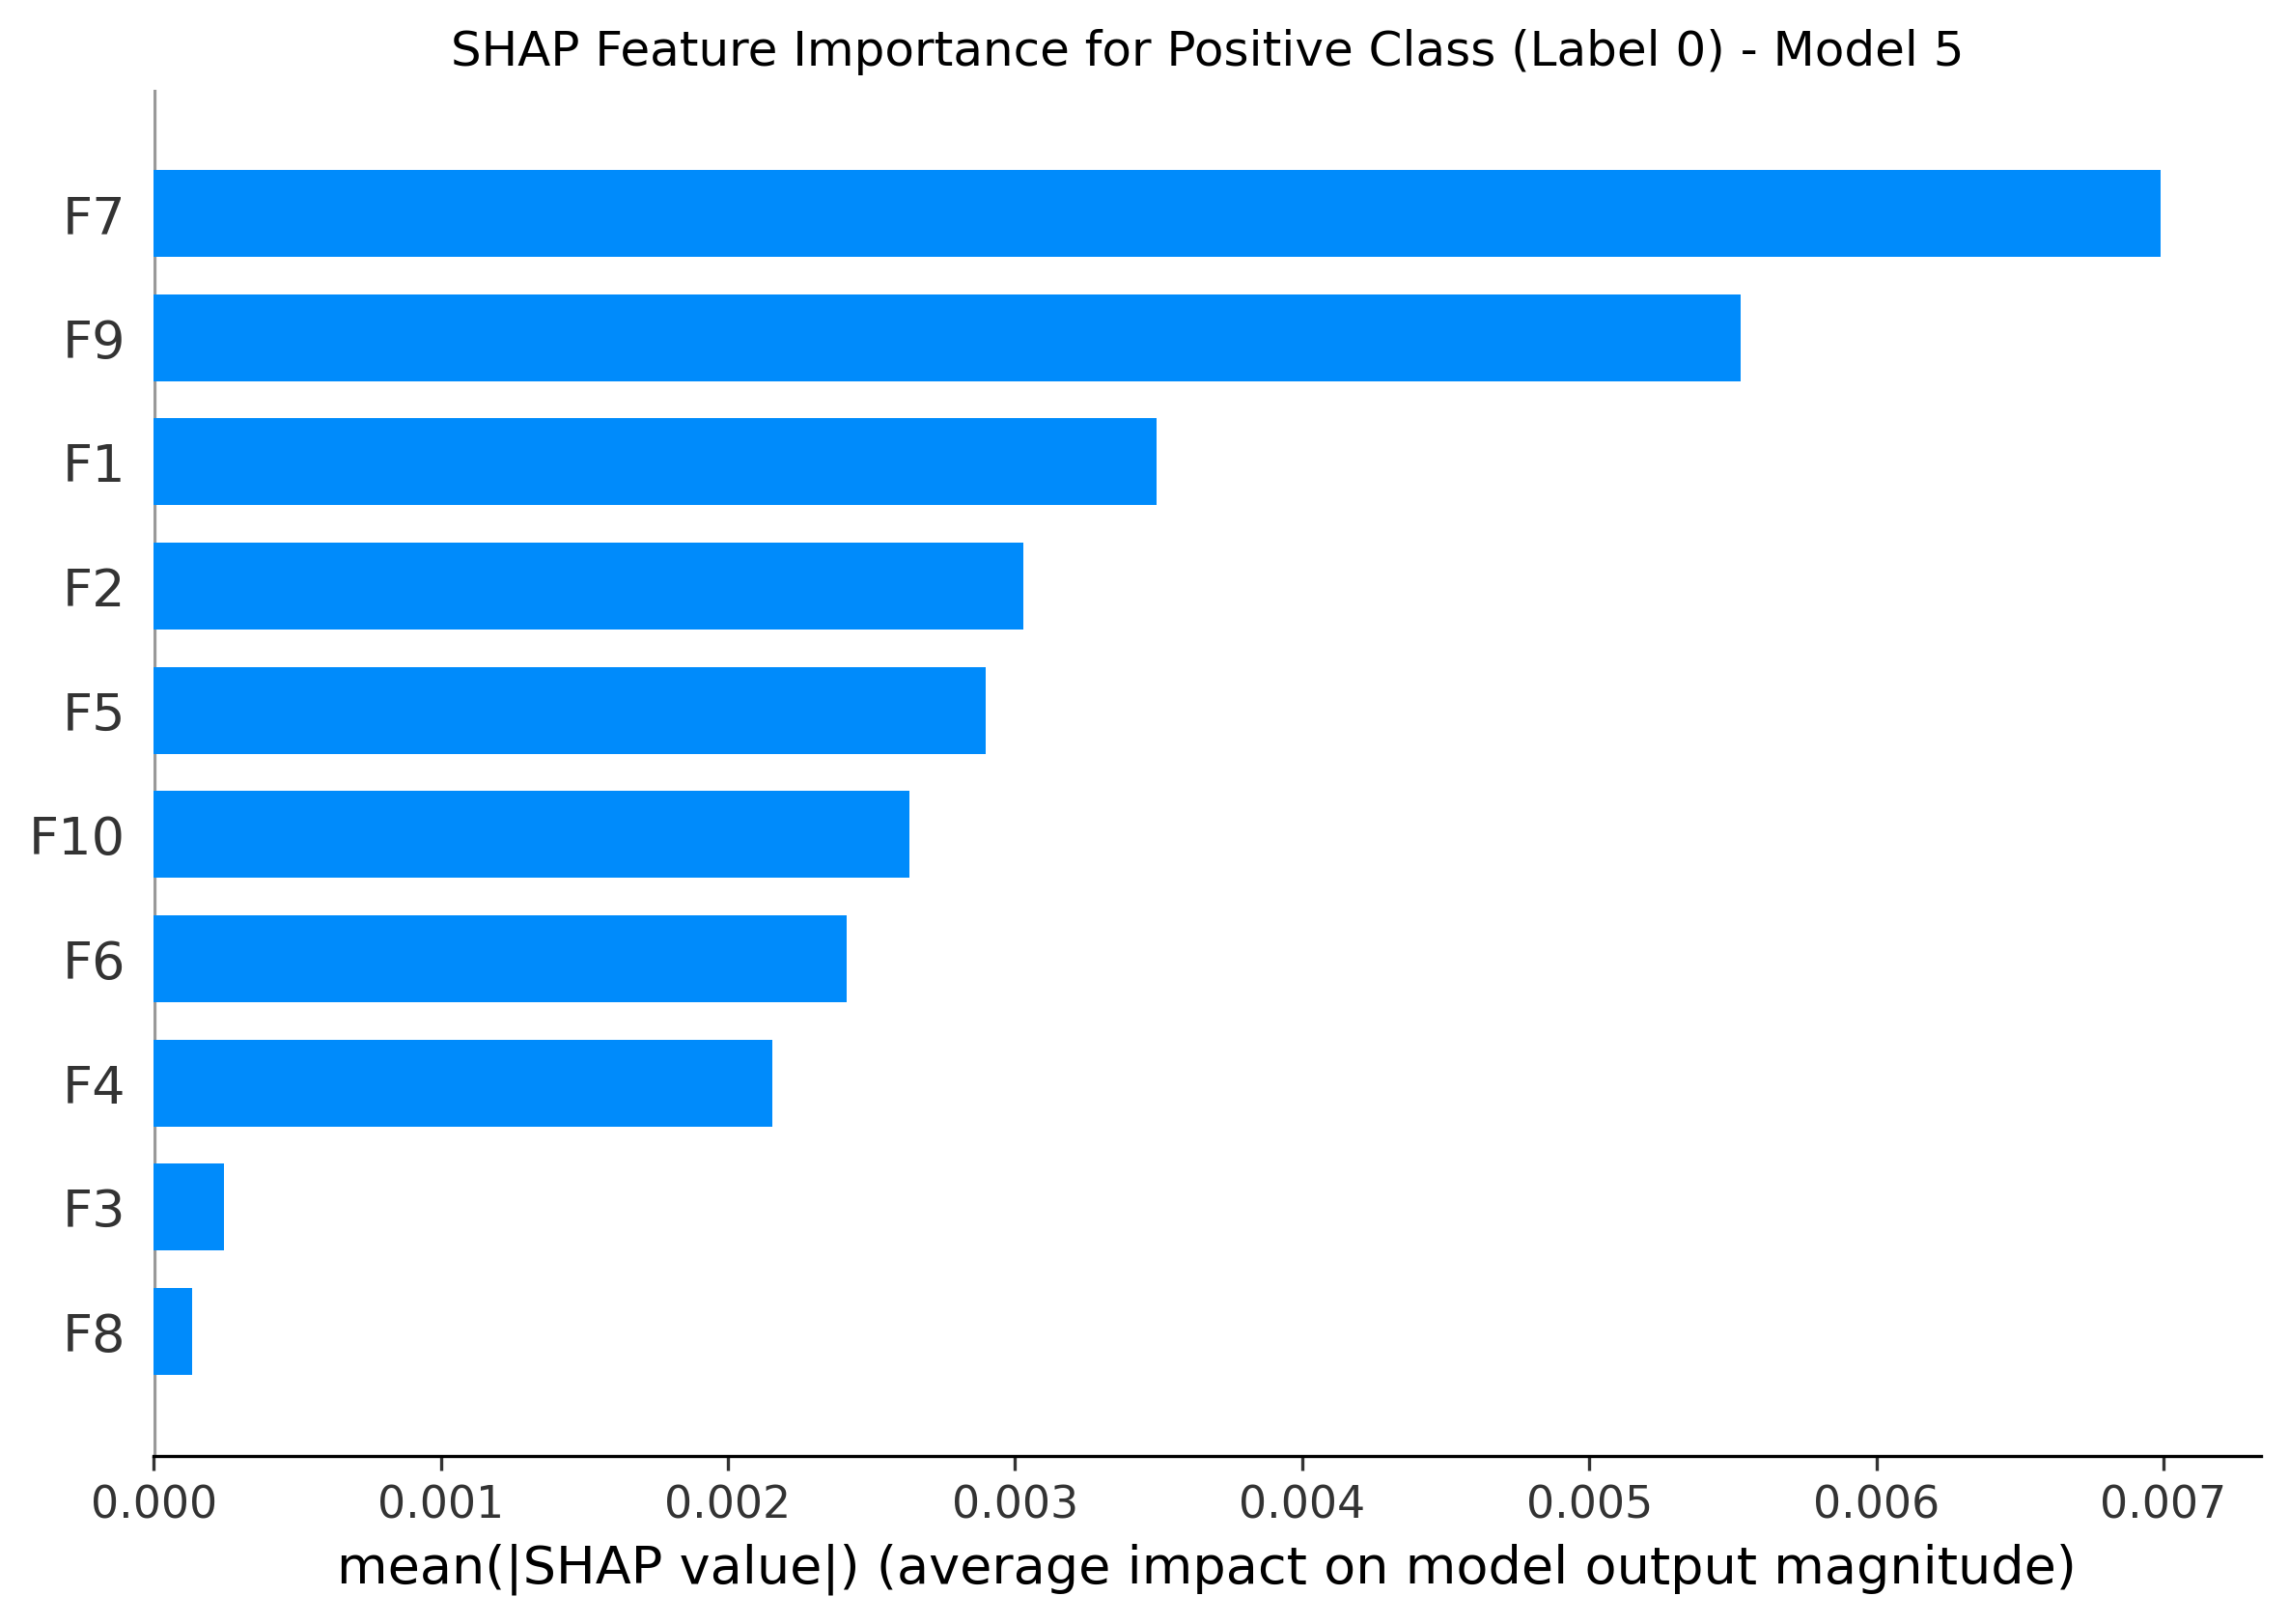 SHAP Feature Importance for Positive Class (Label 0) - Model 5
F7
F9
F1
F2
F5
F10
F6
F4
F3
F8
0.000 0.001 0.002 0.003 0.004 0.005 0.006 0.007
mean(|SHAP value|) (average impact on model output magnitude)